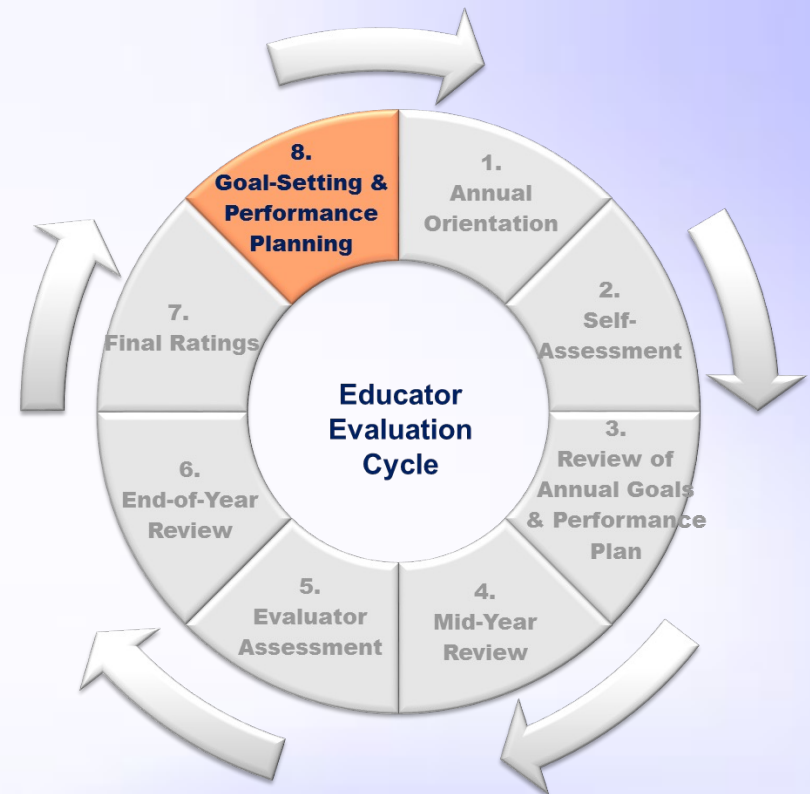 Educator
Evaluation
Cycle
1.
Annual
Orientation
2.
Self-
Assessment
3.
Review of
Annual Goals
& Performance
Plan
4.
Mid-Year
Review
5.
Evaluator
Assessment
6.
End-of-Year
Review
7.
Final Ratings
8.
Goal-Setting &
Performance
Planning